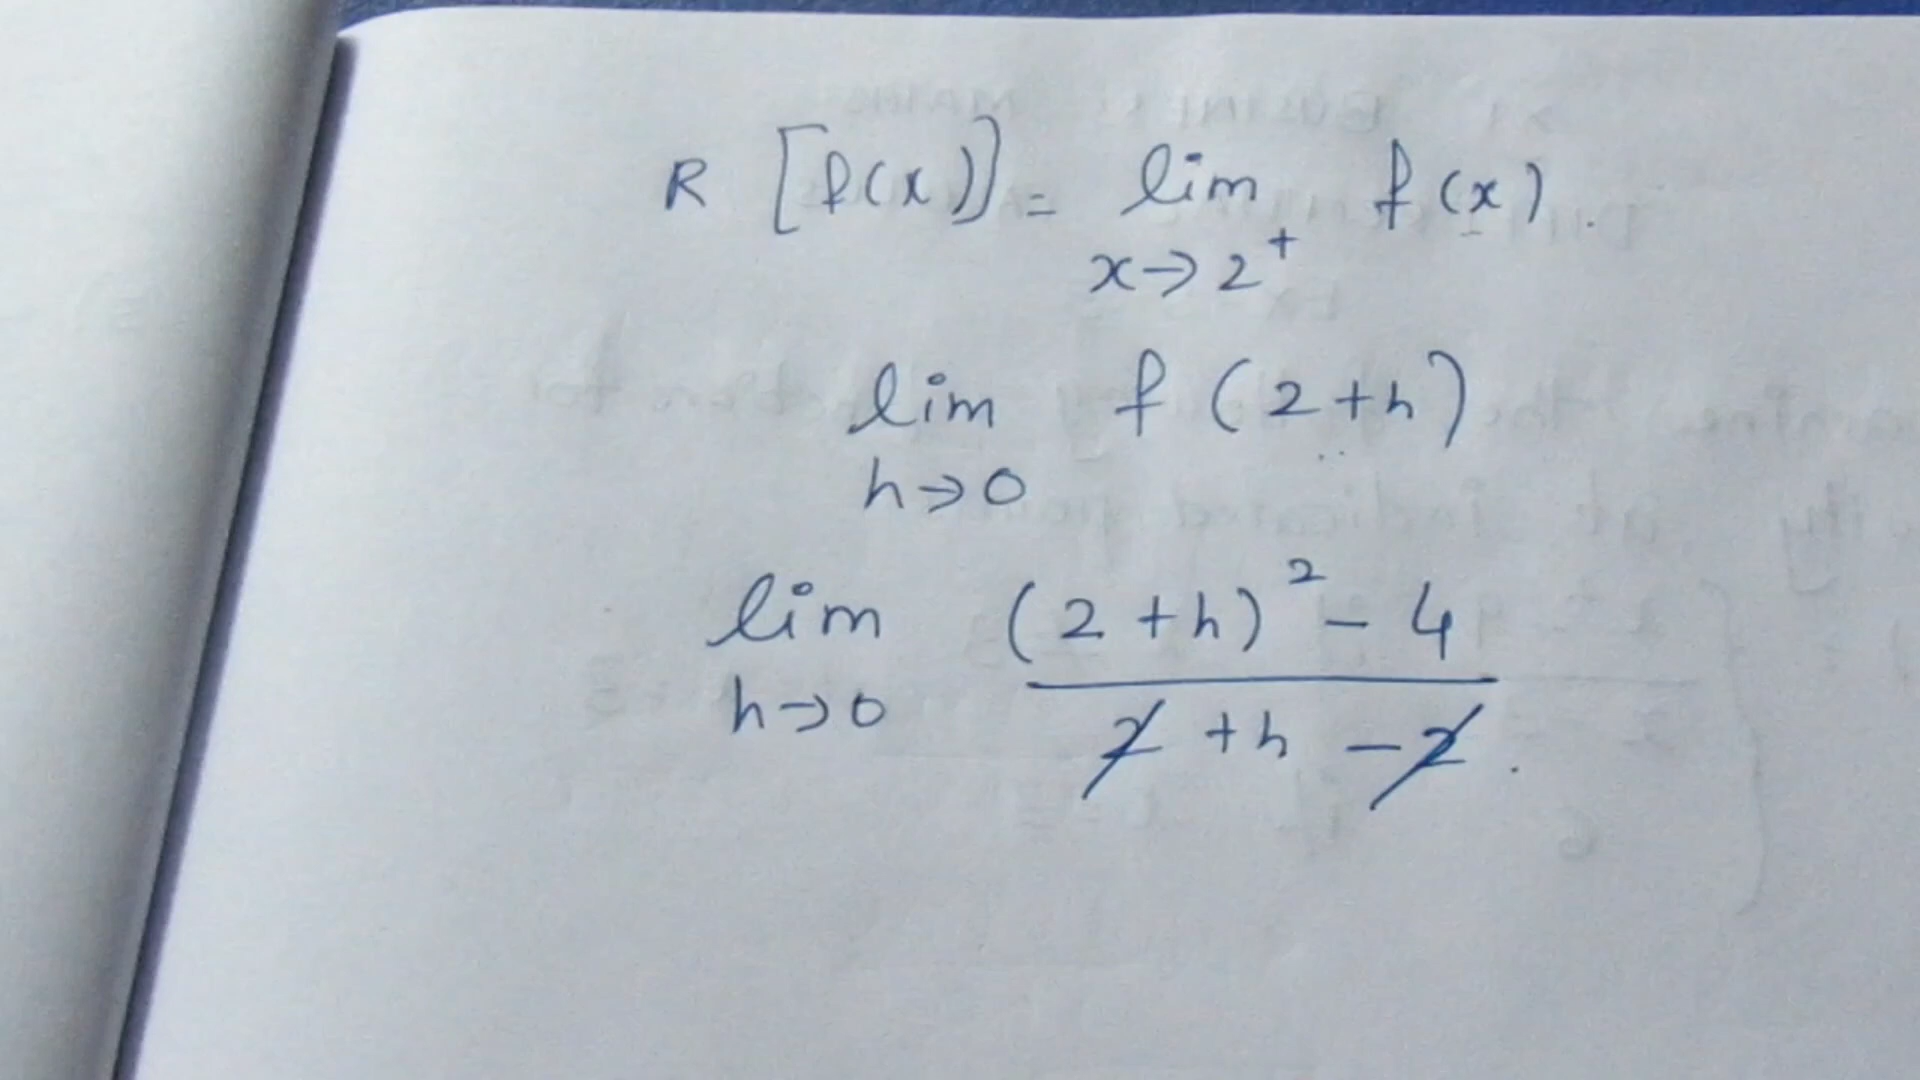 R [f(x)] = lim f(x).
x→2⁺
lim f(2+h)
h→0
lim (2+h)² - 4
h→0 2 + h - 2.